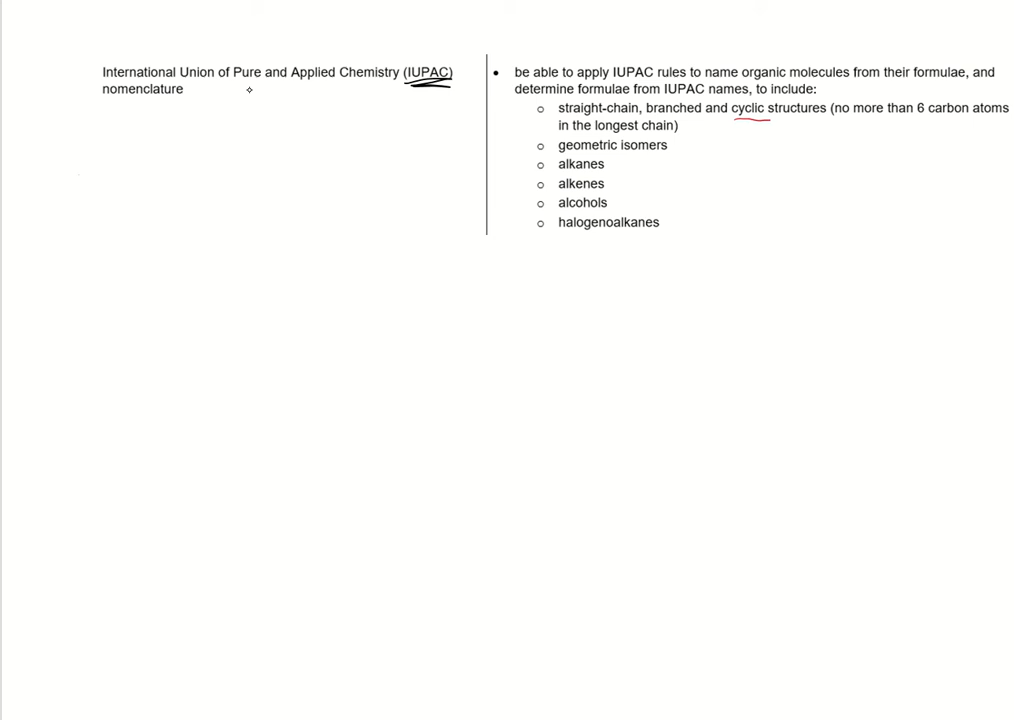 International Union of Pure and Applied Chemistry (IUPAC)
nomenclature
• be able to apply IUPAC rules to name organic molecules from their formulae, and
determine formulae from IUPAC names, to include:
o straight-chain, branched and cyclic structures (no more than 6 carbon atoms
in the longest chain)
o geometric isomers
o alkanes
o alkenes
o alcohols
o halogenoalkanes